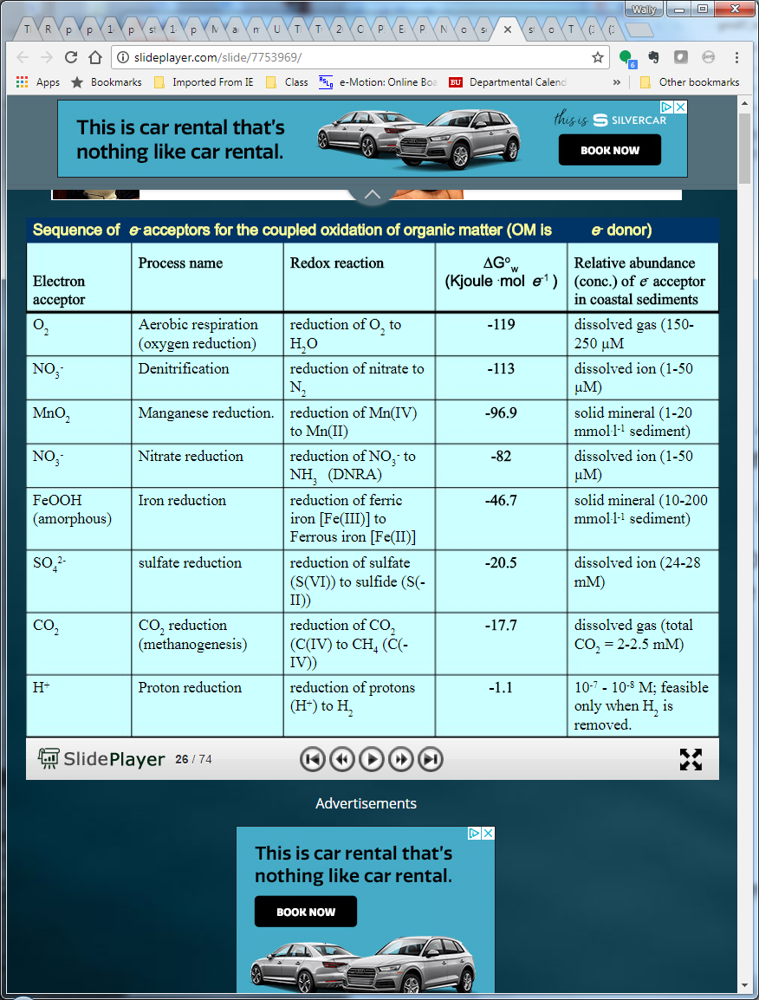 Wally
T R p p 1 p st 1 p M a m U T T 2 C P E P N o s st o T (1 (1
slideplayer.com/slide/7753969/
6
Apps Bookmarks Imported From IE Class RSLg e-Motion: Online Boa BU Departmental Calend » Other bookmarks
This is car rental that's
nothing like car rental.
this is SILVERCAR
BOOK NOW
Sequence of e- acceptors for the coupled oxidation of organic matter (OM is e- donor)
Electron
acceptor
Process name
Redox reaction
ΔG°w
(Kjoule·mol e-1)
Relative abundance
(conc.) of e- acceptor
in coastal sediments
O2
Aerobic respiration
(oxygen reduction)
reduction of O2 to
H2O
-119
dissolved gas (150-
250 µM
NO3-
Denitrification
reduction of nitrate to
N2
-113
dissolved ion (1-50
µM)
MnO2
Manganese reduction.
reduction of Mn(IV)
to Mn(II)
-96.9
solid mineral (1-20
mmol·l-1 sediment)
NO3-
Nitrate reduction
reduction of NO3- to
NH3 (DNRA)
-82
dissolved ion (1-50
µM)
FeOOH
(amorphous)
Iron reduction
reduction of ferric
iron [Fe(III)] to
Ferrous iron [Fe(II)]
-46.7
solid mineral (10-200
mmol·l-1 sediment)
SO42-
sulfate reduction
reduction of sulfate
(S(VI)) to sulfide (S(-
II))
-20.5
dissolved ion (24-28
mM)
CO2
CO2 reduction
(methanogenesis)
reduction of CO2
(C(IV) to CH4 (C(-
IV))
-17.7
dissolved gas (total
CO2 = 2-2.5 mM)
H+
Proton reduction
reduction of protons
(H+) to H2
-1.1
10-7 - 10-8 M; feasible
only when H2 is
removed.
SlidePlayer 26 / 74
Advertisements
This is car rental that's
nothing like car rental.
BOOK NOW